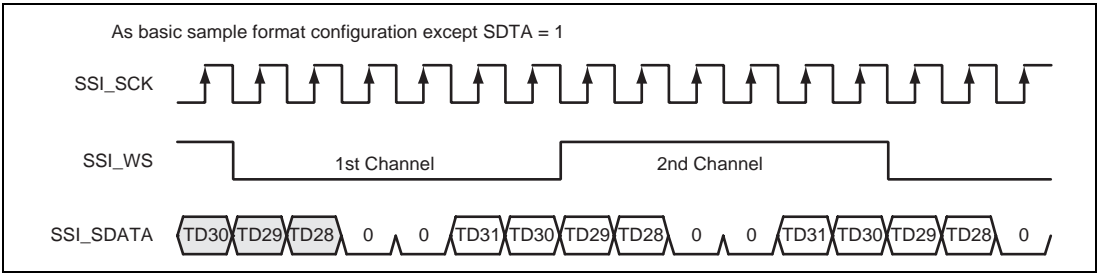 As basic sample format configuration except SDTA = 1
SSI_SCK
SSI_WS 1st Channel 2nd Channel
SSI_SDATA TD30 TD29 TD28 0 0 TD31 TD30 TD29 TD28 0 0 TD31 TD30 TD29 TD28 0